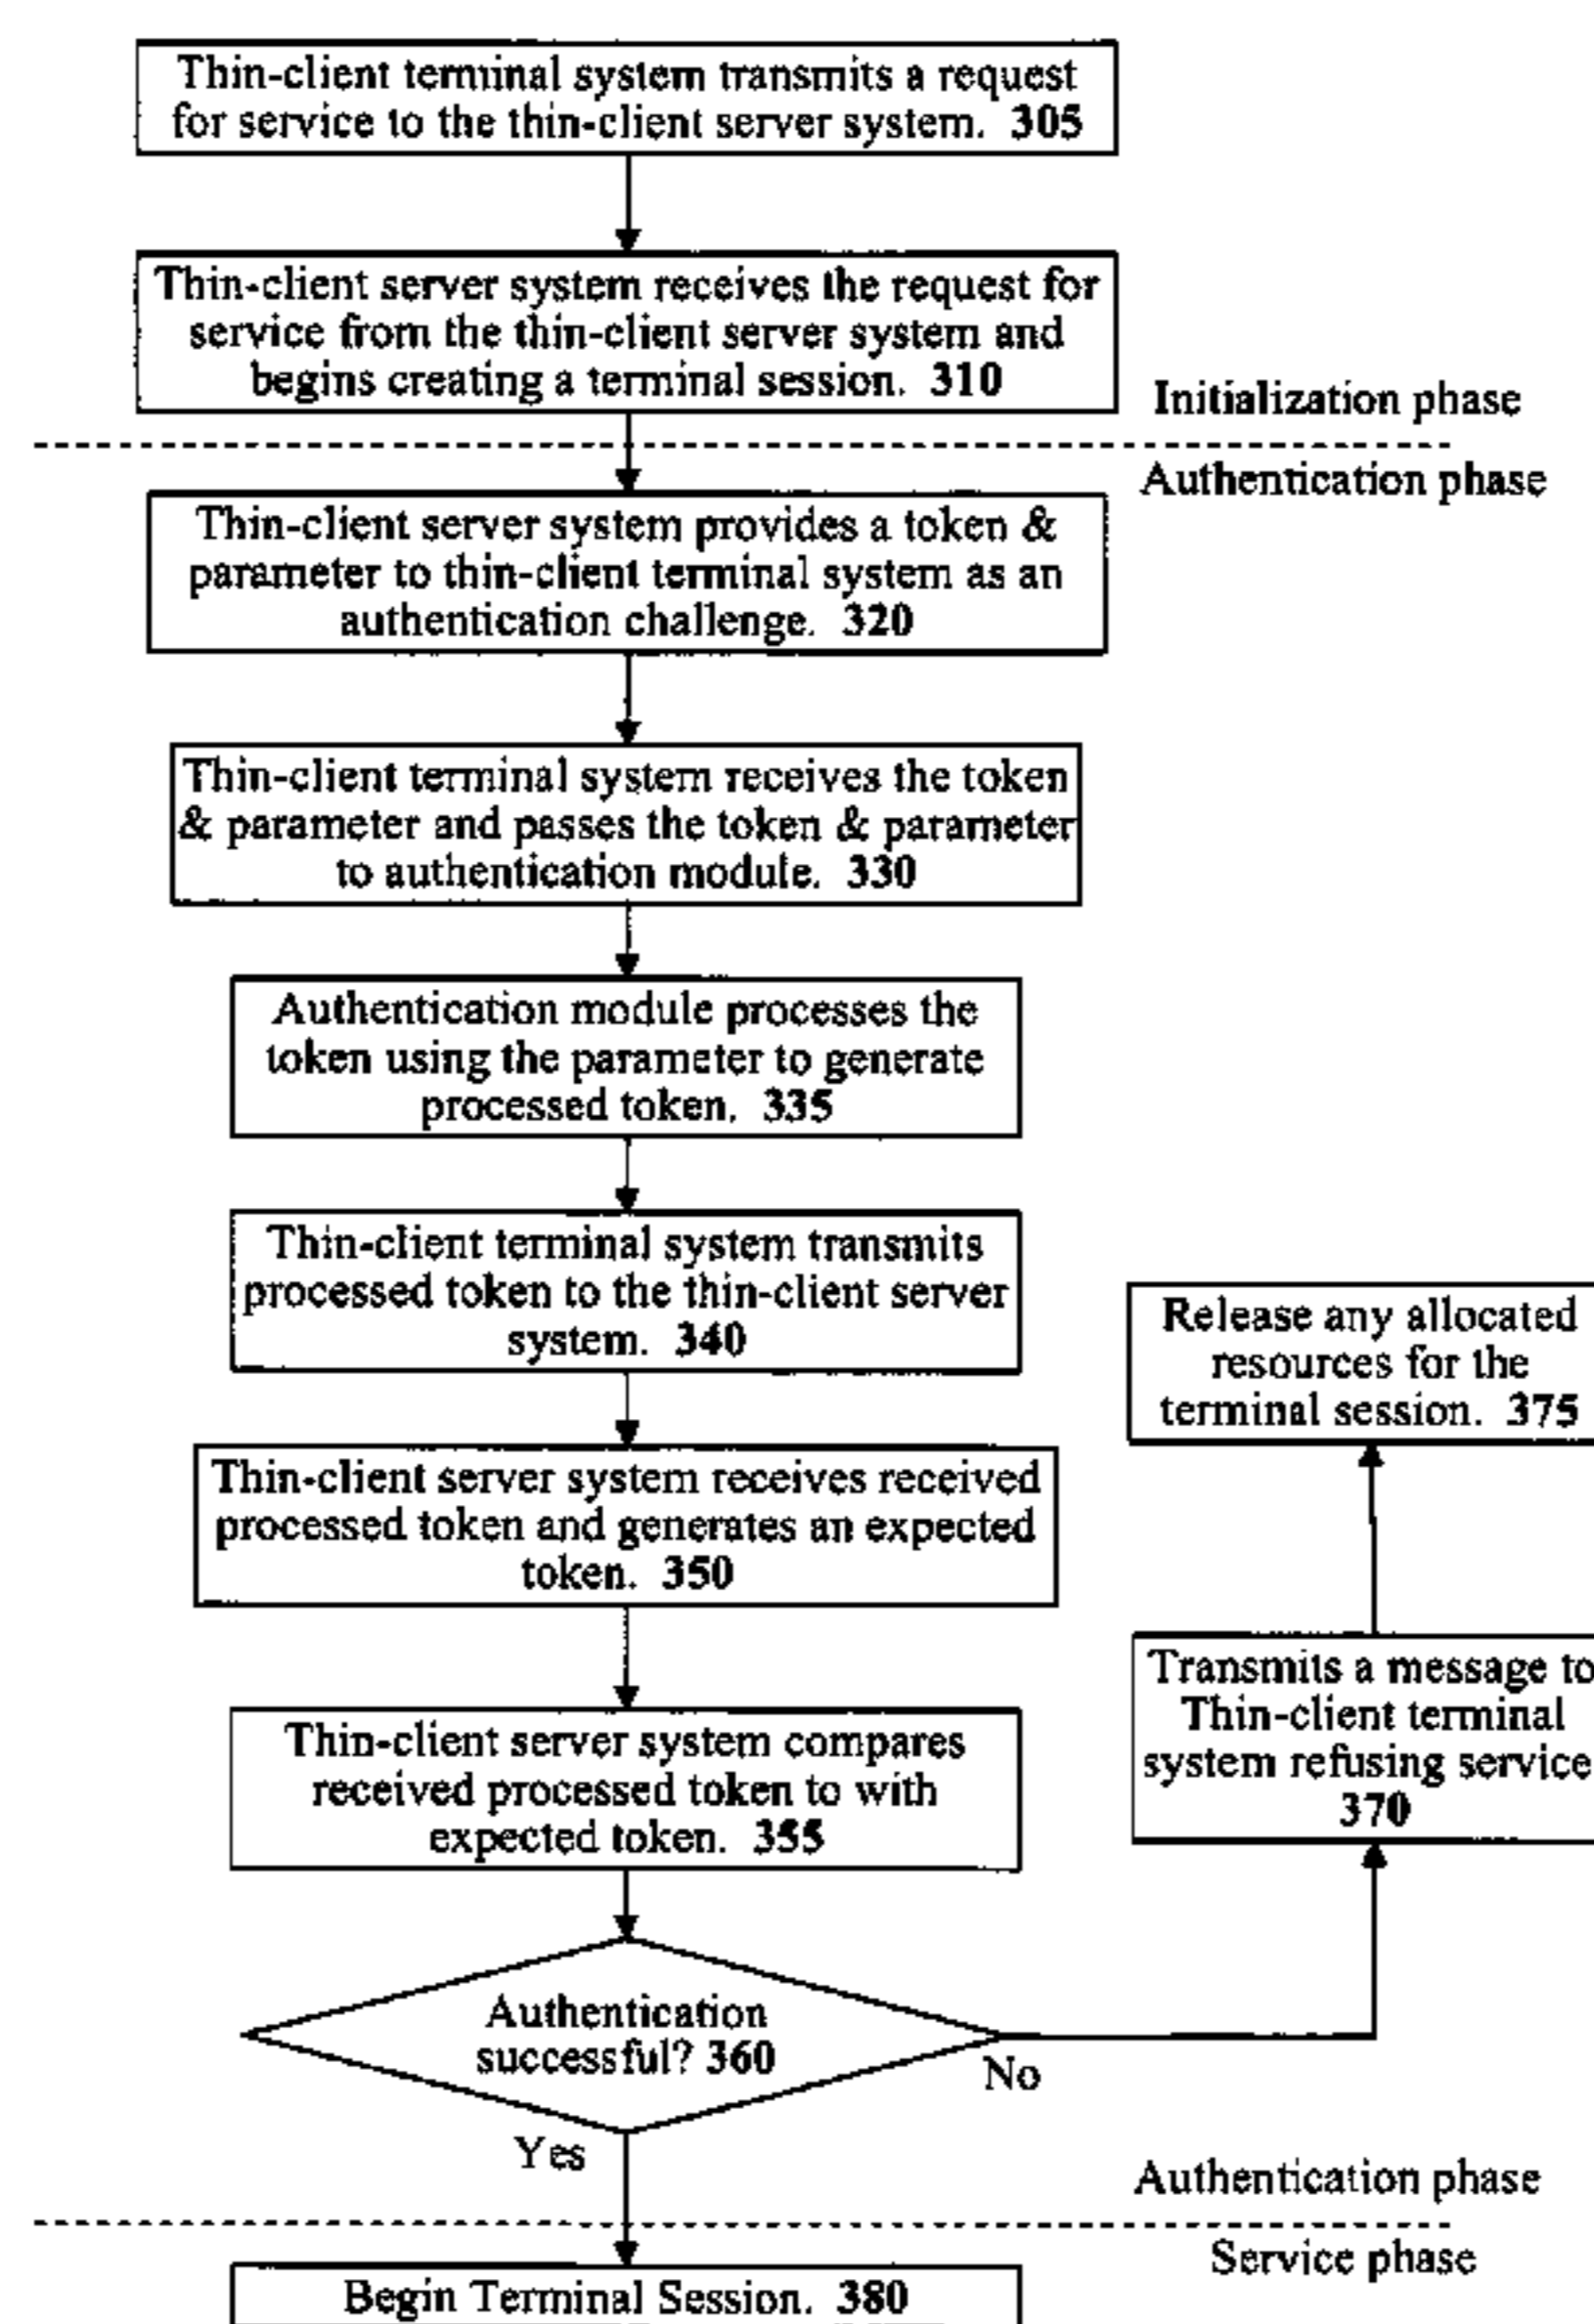 Thin-client terminal system transmits a request
for service to the thin-client server system. 305
Thin-client server system receives the request for
service from the thin-client server system and
begins creating a terminal session. 310
Initialization phase
Authentication phase
Thin-client server system provides a token &
parameter to thin-client terminal system as an
authentication challenge. 320
Thin-client terminal system receives the token
& parameter and passes the token & parameter
to authentication module. 330
Authentication module processes the
token using the parameter to generate
processed token. 335
Thin-client terminal system transmits
processed token to the thin-client server
system. 340
Thin-client server system receives received
processed token and generates an expected
token. 350
Thin-client server system compares
received processed token to with
expected token. 355
Authentication
successful? 360
No
Transmits a message to
Thin-client terminal
system refusing service
370
Release any allocated
resources for the
terminal session. 375
Yes
Authentication phase
Service phase
Begin Terminal Session. 380